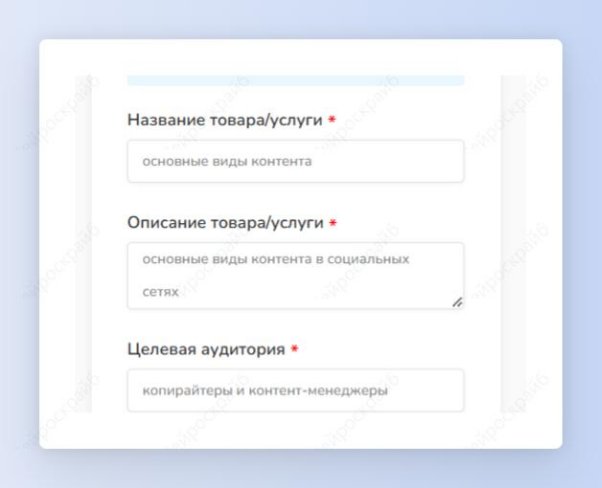 Название товара/услуги *
основные виды контента
Описание товара/услуги *
основные виды контента в социальных
сетях
Целевая аудитория *
копирайтеры и контент-менеджеры